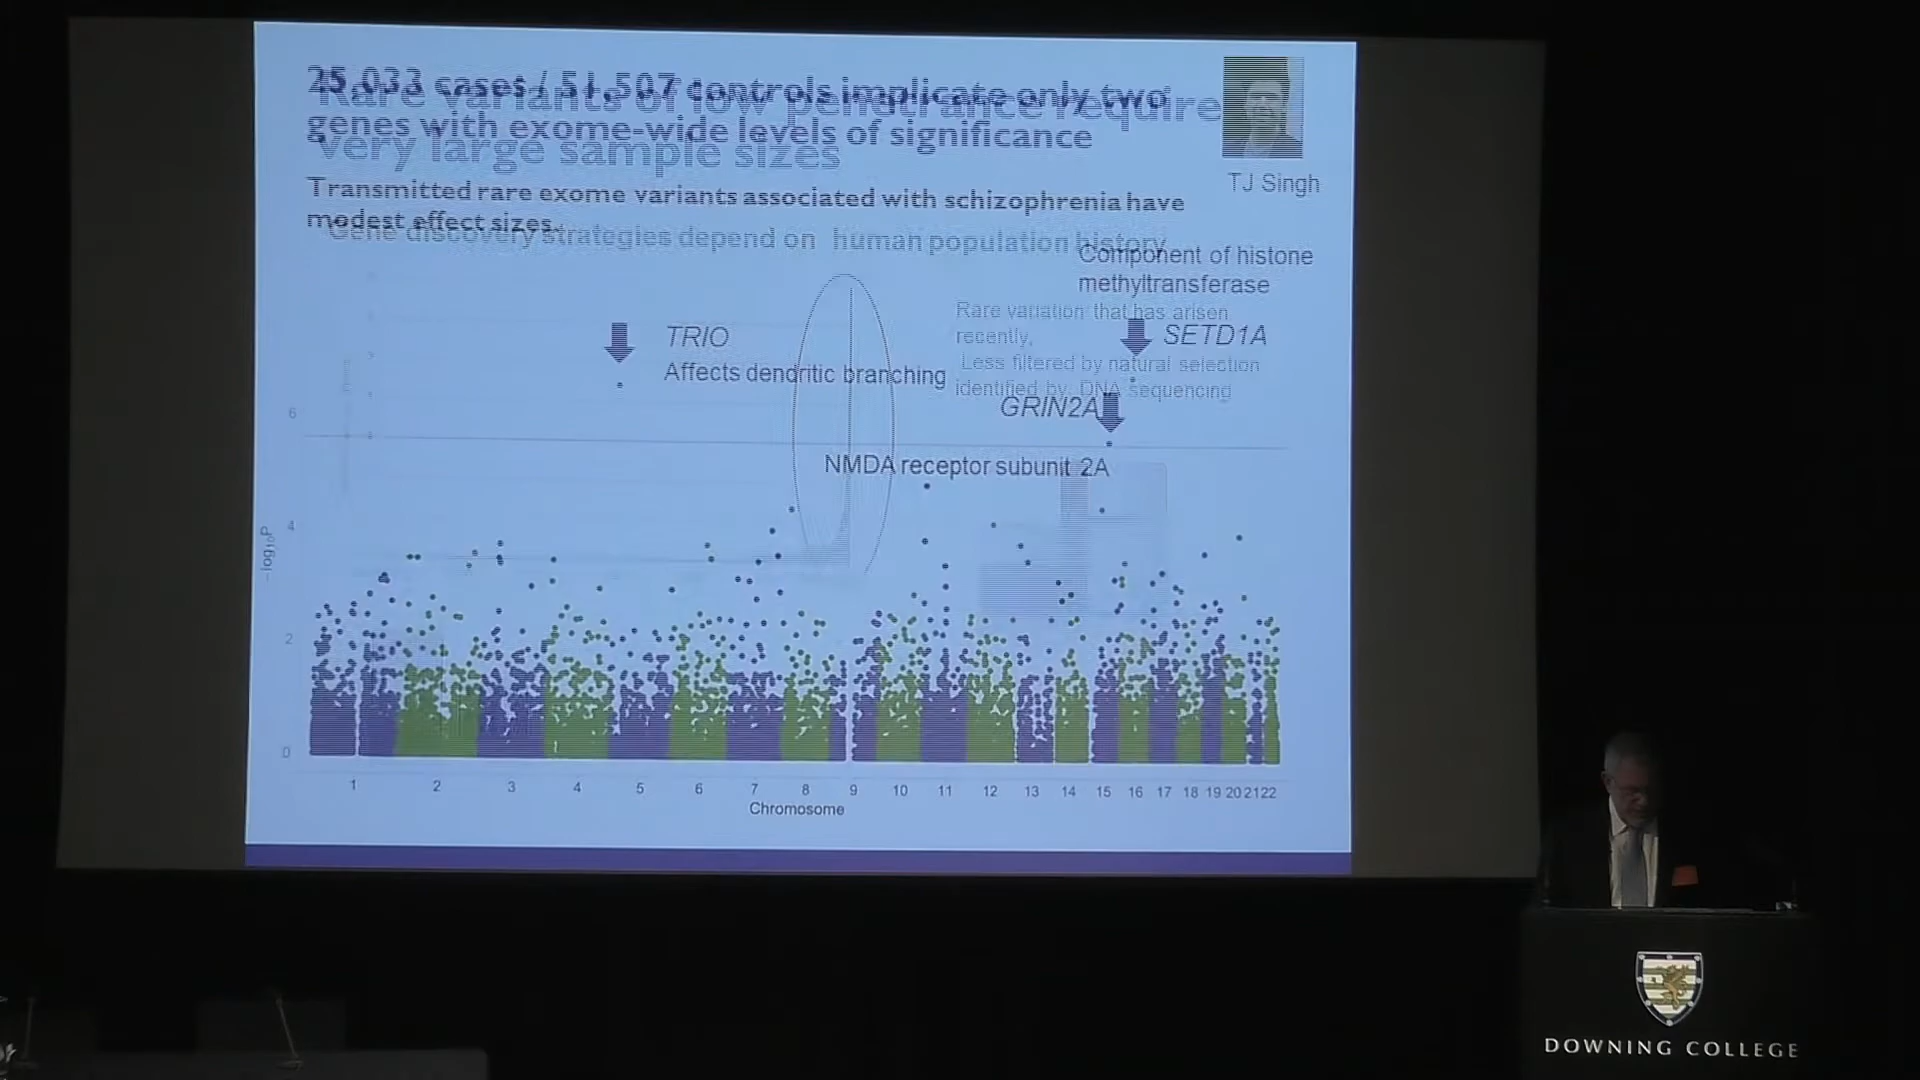 25,033 cases / 51,507 controls implicate only two
genes with exome-wide levels of significance
Rare variants of low penetrance require
very large sample sizes
TJ Singh
Transmitted rare exome variants associated with schizophrenia have
modest effect sizes.
Gene discovery strategies depend on human population history
Component of histone
methyltransferase
Rare variation that has arisen
recently,
Less filtered by natural selection
identified by DNA sequencing
TRIO
Affects dendritic branching
SETD1A
GRIN2A
NMDA receptor subunit 2A
6
4
2
0
-log10P
1 2 3 4 5 6 7 8 9 10 11 12 13 14 15 16 17 18 19 20 21 22
Chromosome
DOWNING COLLEGE